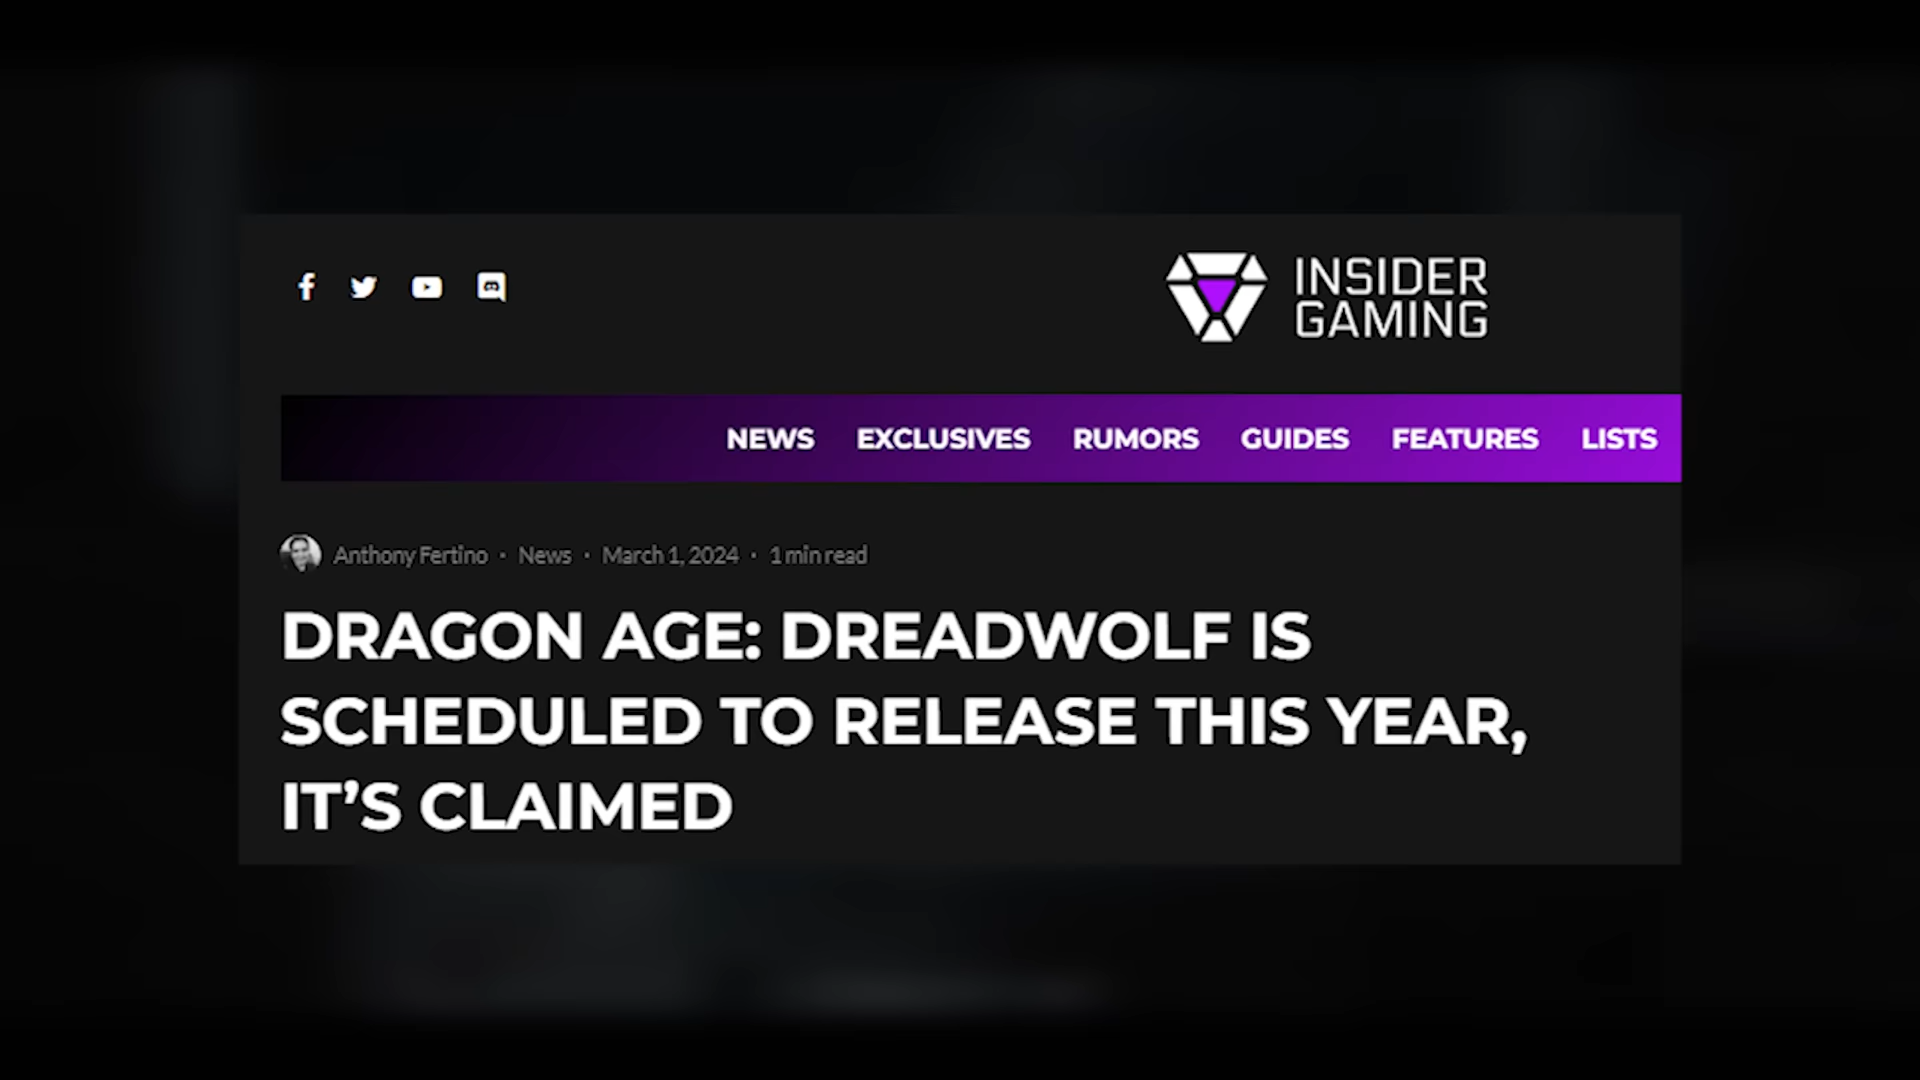 INSIDER
GAMING
NEWS EXCLUSIVES RUMORS GUIDES FEATURES LISTS
Anthony Fertino · News · March 1, 2024 · 1 min read
DRAGON AGE: DREADWOLF IS
SCHEDULED TO RELEASE THIS YEAR,
IT’S CLAIMED